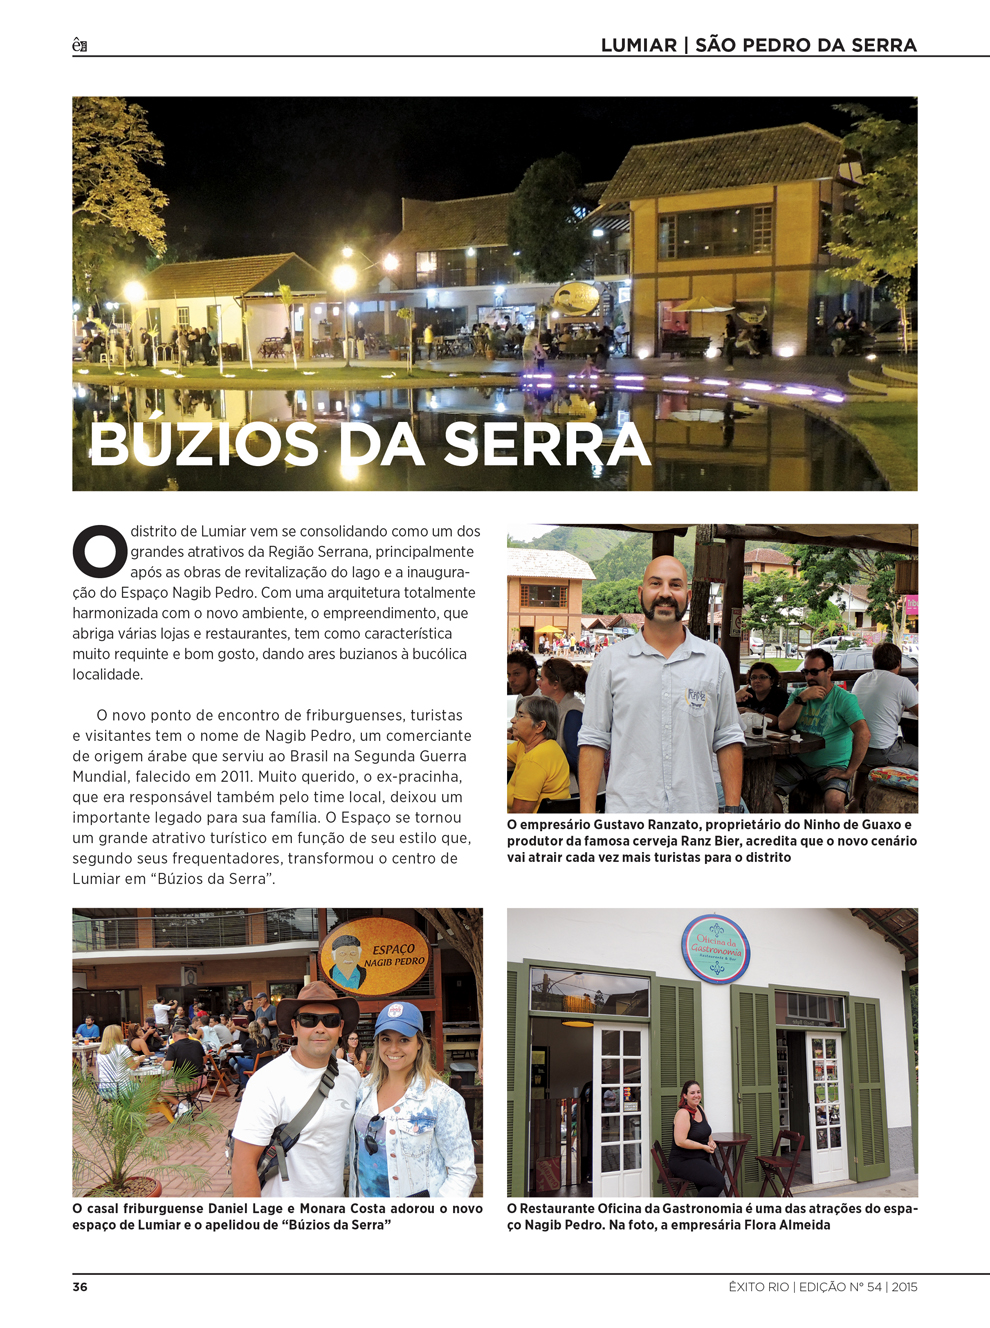 ê
LUMIAR | SÃO PEDRO DA SERRA
BÚZIOS DA SERRA
O distrito de Lumiar vem se consolidando como um dos
grandes atrativos da Região Serrana, principalmente
após as obras de revitalização do lago e a inaugura-
ção do Espaço Nagib Pedro. Com uma arquitetura totalmente
harmonizada com o novo ambiente, o empreendimento, que
abriga várias lojas e restaurantes, tem como característica
muito requinte e bom gosto, dando ares buzianos à bucólica
localidade.
O novo ponto de encontro de friburguenses, turistas
e visitantes tem o nome de Nagib Pedro, um comerciante
de origem árabe que serviu ao Brasil na Segunda Guerra
Mundial, falecido em 2011. Muito querido, o ex-pracinha,
que era responsável também pelo time local, deixou um
importante legado para sua família. O Espaço se tornou
um grande atrativo turístico em função de seu estilo que,
segundo seus frequentadores, transformou o centro de
Lumiar em “Búzios da Serra”.
O empresário Gustavo Ranzato, proprietário do Ninho de Guaxo e
produtor da famosa cerveja Ranz Bier, acredita que o novo cenário
vai atrair cada vez mais turistas para o distrito
ESPAÇO
NAGIB PEDRO
O casal friburguense Daniel Lage e Monara Costa adorou o novo
espaço de Lumiar e o apelidou de “Búzios da Serra”
Oficina da
Gastronomia
Restaurante & Bar
O Restaurante Oficina da Gastronomia é uma das atrações do espa-
ço Nagib Pedro. Na foto, a empresária Flora Almeida
36
ÊXITO RIO | EDIÇÃO Nº 54 | 2015